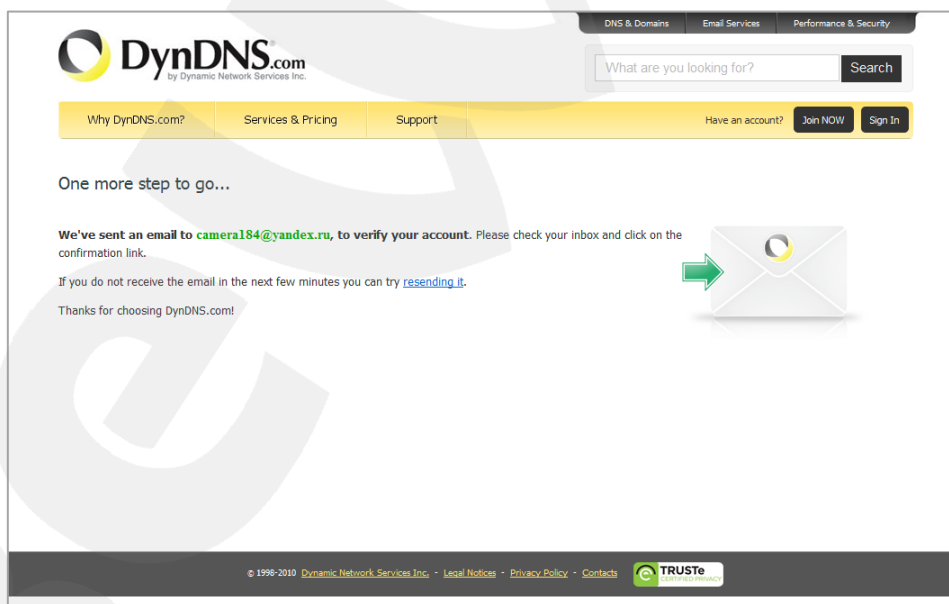 DNS & Domains Email Services Performance & Security
DynDNS.com
by Dynamic Network Services Inc.
What are you looking for? Search
Why DynDNS.com? Services & Pricing Support Have an account? Join NOW Sign In
One more step to go...
We've sent an email to camera184@yandex.ru, to verify your account. Please check your inbox and click on the
confirmation link.
If you do not receive the email in the next few minutes you can try resending it.
Thanks for choosing DynDNS.com!
© 1998-2010 Dynamic Network Services Inc. - Legal Notices - Privacy Policy - Contacts
TRUSTe
CERTIFIED PRIVACY